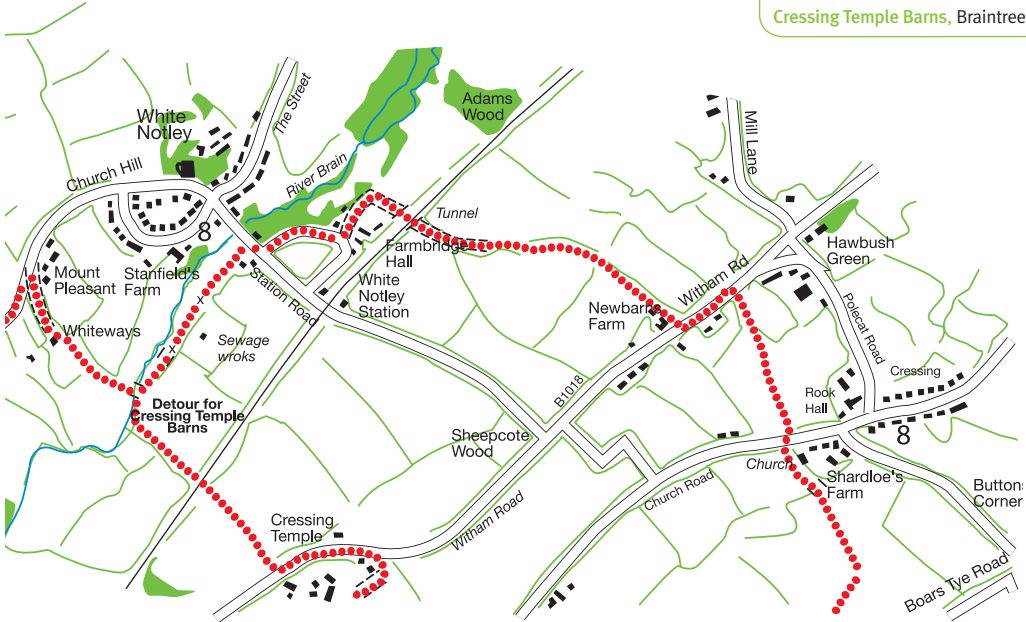 Cressing Temple Barns, Braintree
White
Notley
The Street
Adams
Wood
Mill Lane
Church Hill
River Brain
Tunnel
8
Farmbridge
Hall
Hawbush
Green
Mount
Pleasant
Stanfield's
Farm
Station Road
White
Notley
Station
Witham Rd
Newbarns
Farm
Polecat Road
Whiteways
x
Sewage
wroks
x
B1018
Cressing
Rook
Hall
Detour for
Cressing Temple
Barns
8
Sheepcote
Wood
Church
Shardloe's
Farm
Church Road
Buttons
Corner
Witham Road
Cressing
Temple
Boars Tye Road